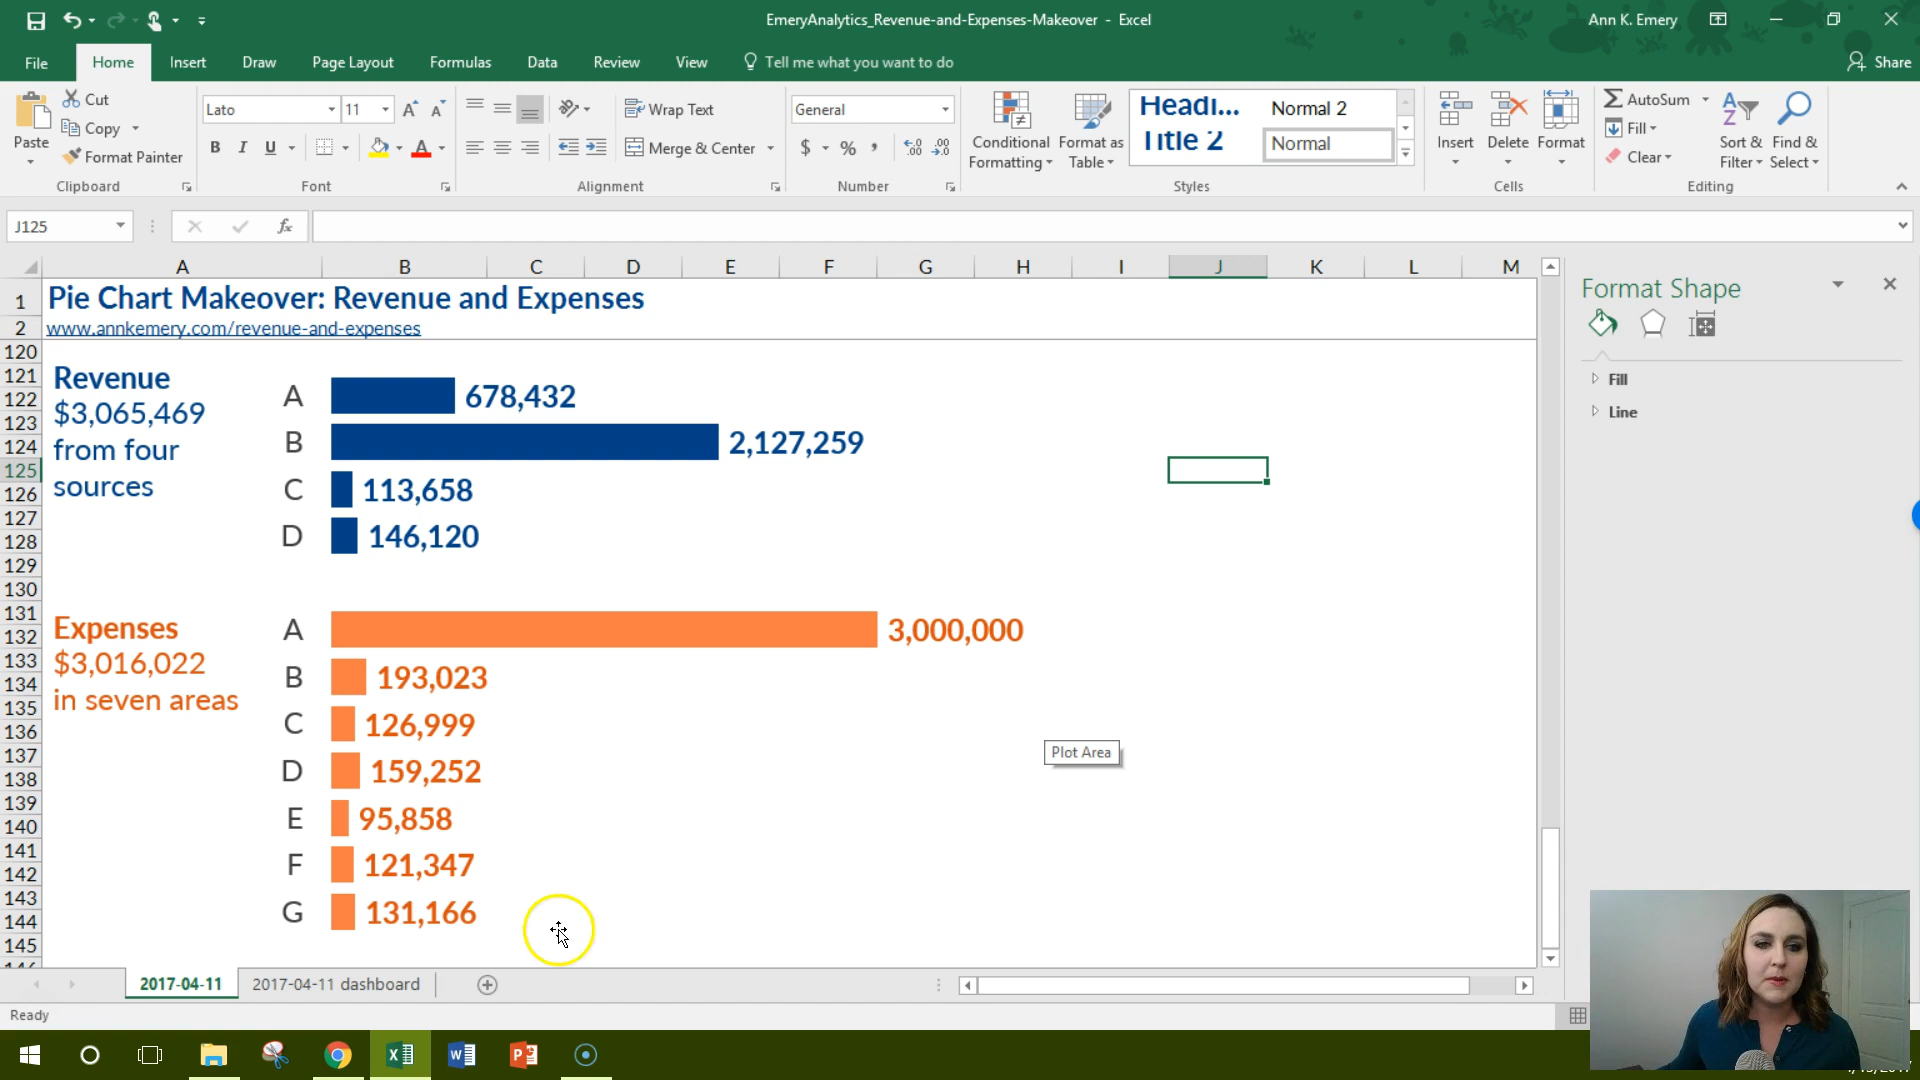 EmeryAnalytics_Revenue-and-Expenses-Makeover - Excel
Ann K. Emery
File
Home
Insert
Draw
Page Layout
Formulas
Data
Review
View
Tell me what you want to do
Share
Paste
Cut
Copy
Format Painter
Clipboard
Lato
11
B
I
U
Font
Wrap Text
Merge & Center
Alignment
General
$ % ,
Number
Conditional
Formatting
Format as
Table
Headi...
Normal 2
Title 2
Normal
Styles
Insert
Delete
Format
Cells
AutoSum
Fill
Clear
Sort &
Filter
Find &
Select
Editing
J125
fx
A B C D E F G H I J K L M
1
Pie Chart Makeover: Revenue and Expenses
2
www.annkemery.com/revenue-and-expenses
120
121
122
123
124
125
126
127
128
129
130
131
132
133
134
135
136
137
138
139
140
141
142
143
144
145
Revenue
$3,065,469
from four
sources
A 678,432
B 2,127,259
C 113,658
D 146,120
Expenses
$3,016,022
in seven areas
A 3,000,000
B 193,023
C 126,999
D 159,252
E 95,858
F 121,347
G 131,166
Plot Area
Format Shape
Fill
Line
2017-04-11
2017-04-11 dashboard
Ready